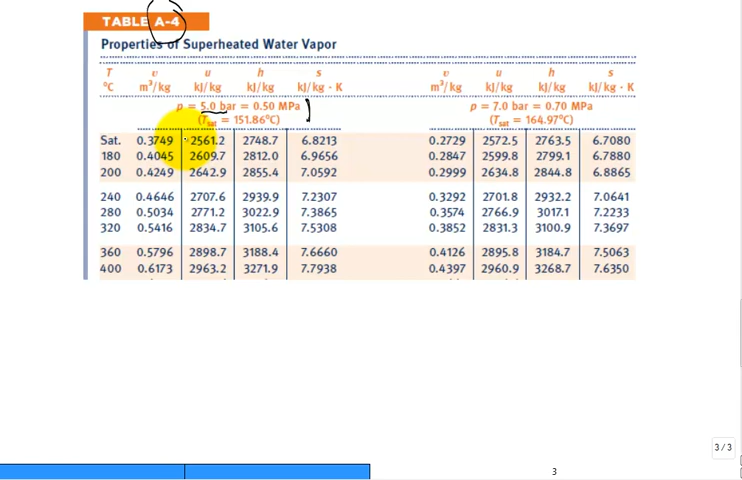 TABLE A-4
Properties of Superheated Water Vapor
T v u h s v u h s
°C m³/kg kJ/kg kJ/kg kJ/kg · K m³/kg kJ/kg kJ/kg kJ/kg · K
p = 5.0 bar = 0.50 MPa p = 7.0 bar = 0.70 MPa
(Tsat = 151.86°C) (Tsat = 164.97°C)
Sat. 0.3749 2561.2 2748.7 6.8213 0.2729 2572.5 2763.5 6.7080
180 0.4045 2609.7 2812.0 6.9656 0.2847 2599.8 2799.1 6.7880
200 0.4249 2642.9 2855.4 7.0592 0.2999 2634.8 2844.8 6.8865
240 0.4646 2707.6 2939.9 7.2307 0.3292 2701.8 2932.2 7.0641
280 0.5034 2771.2 3022.9 7.3865 0.3574 2766.9 3017.1 7.2233
320 0.5416 2834.7 3105.6 7.5308 0.3852 2831.3 3100.9 7.3697
360 0.5796 2898.7 3188.4 7.6660 0.4126 2895.8 3184.7 7.5063
400 0.6173 2963.2 3271.9 7.7938 0.4397 2960.9 3268.7 7.6350
3 / 3
3